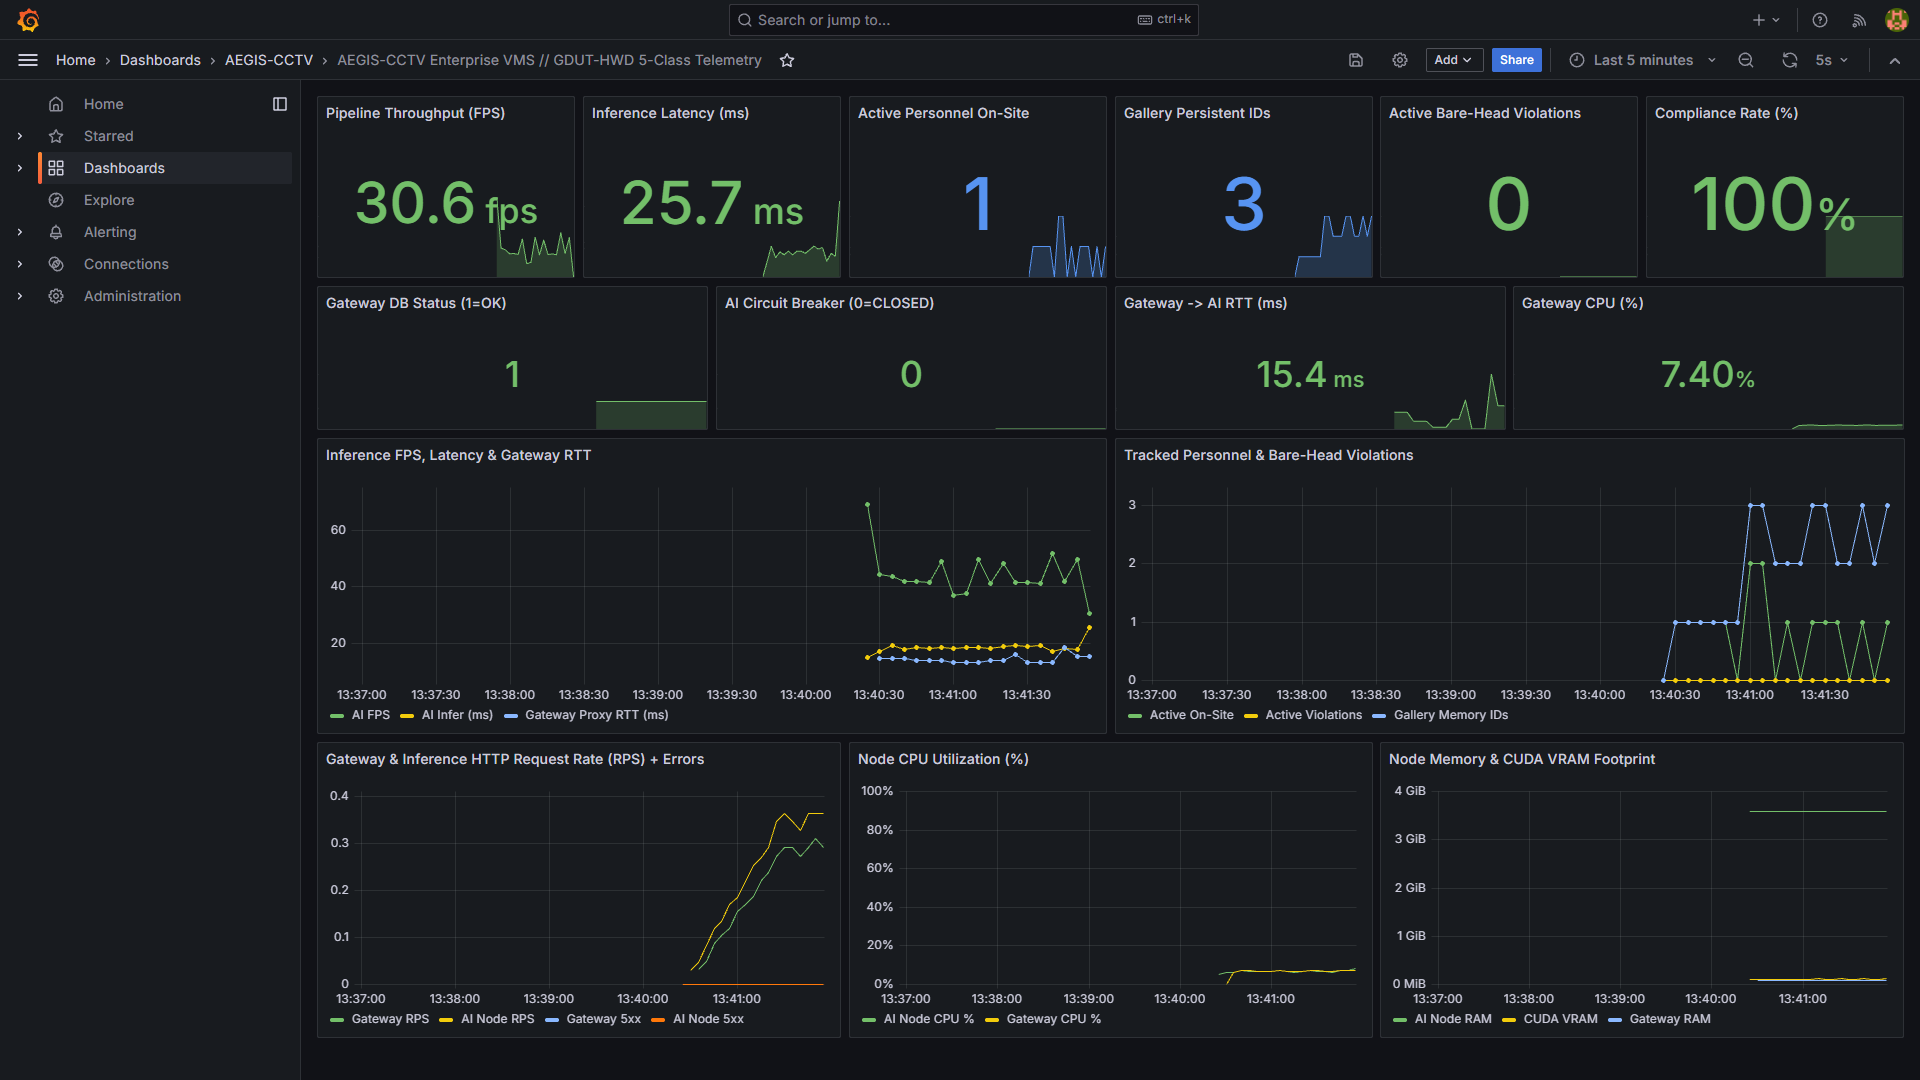 Search or jump to...
ctrl+k
Home › Dashboards › AEGIS-CCTV › AEGIS-CCTV Enterprise VMS // GDUT-HWD 5-Class Telemetry
Add
Share
Last 5 minutes
5s
Home
Starred
Dashboards
Explore
Alerting
Connections
Administration
Pipeline Throughput (FPS)
30.6 fps
Inference Latency (ms)
25.7 ms
Active Personnel On-Site
1
Gallery Persistent IDs
3
Active Bare-Head Violations
0
Compliance Rate (%)
100%
Gateway DB Status (1=OK)
1
AI Circuit Breaker (0=CLOSED)
0
Gateway -> AI RTT (ms)
15.4 ms
Gateway CPU (%)
7.40%
Inference FPS, Latency & Gateway RTT
60
40
20
13:37:00 13:37:30 13:38:00 13:38:30 13:39:00 13:39:30 13:40:00 13:40:30 13:41:00 13:41:30
AI FPS AI Infer (ms) Gateway Proxy RTT (ms)
Tracked Personnel & Bare-Head Violations
3
2
1
0
13:37:00 13:37:30 13:38:00 13:38:30 13:39:00 13:39:30 13:40:00 13:40:30 13:41:00 13:41:30
Active On-Site Active Violations Gallery Memory IDs
Gateway & Inference HTTP Request Rate (RPS) + Errors
0.4
0.3
0.2
0.1
0
13:37:00 13:38:00 13:39:00 13:40:00 13:41:00
Gateway RPS AI Node RPS Gateway 5xx AI Node 5xx
Node CPU Utilization (%)
100%
80%
60%
40%
20%
0%
13:37:00 13:38:00 13:39:00 13:40:00 13:41:00
AI Node CPU % Gateway CPU %
Node Memory & CUDA VRAM Footprint
4 GiB
3 GiB
2 GiB
1 GiB
0 MiB
13:37:00 13:38:00 13:39:00 13:40:00 13:41:00
AI Node RAM CUDA VRAM Gateway RAM